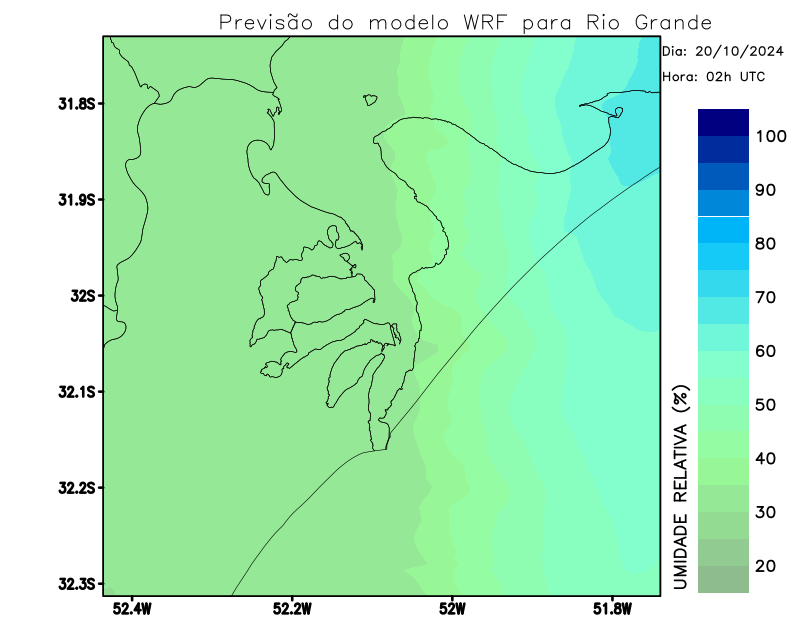 Previsão do modelo WRF para Rio Grande
Dia: 20/10/2024
Hora: 02h UTC
31.8S
31.9S
32S
32.1S
32.2S
32.3S
52.4W
52.2W
52W
51.8W
100
90
80
70
60
50
40
30
20
UMIDADE RELATIVA (%)